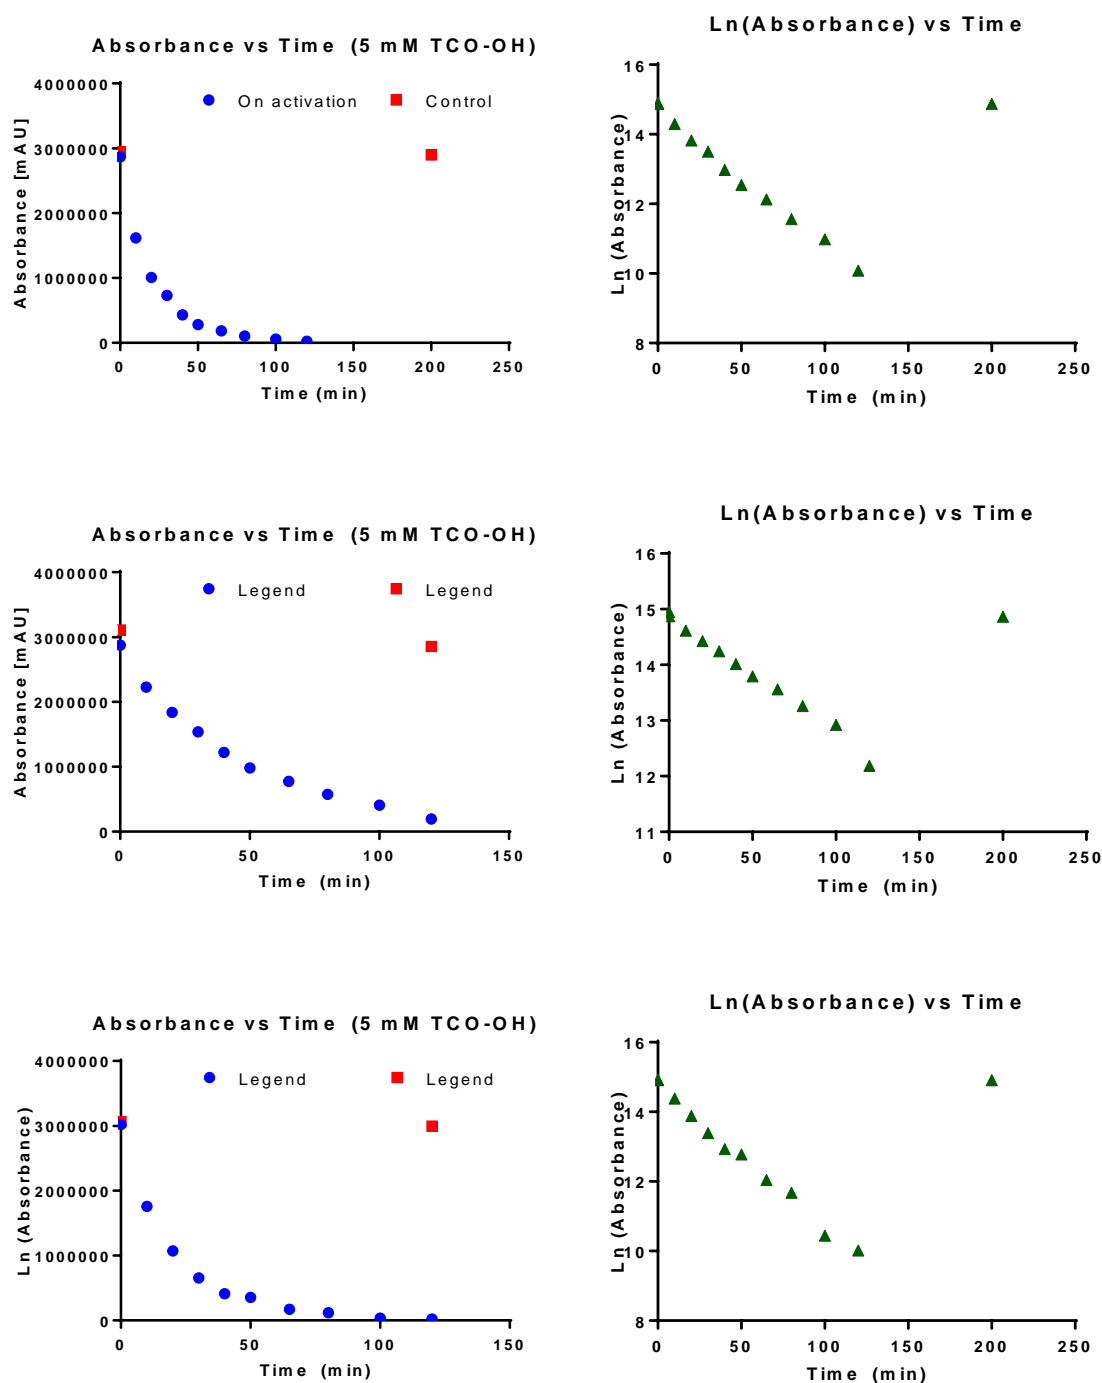 Absorbance vs Time (5 mM TCO-OH)
On activation
Control
4000000
3000000
2000000
1000000
0
Absorbance [mAU]
0 50 100 150 200 250
Time (min)
Ln(Absorbance) vs Time
16
14
12
10
8
Ln (Absorbance)
0 50 100 150 200 250
Time (min)
Absorbance vs Time (5 mM TCO-OH)
Legend
Legend
4000000
3000000
2000000
1000000
0
Absorbance [mAU]
0 50 100 150
Time (min)
Ln(Absorbance) vs Time
16
15
14
13
12
11
Ln (Absorbance)
0 50 100 150 200 250
Time (min)
Absorbance vs Time (5 mM TCO-OH)
Legend
Legend
4000000
3000000
2000000
1000000
0
Ln (Absorbance)
0 50 100 150
Time (min)
Ln(Absorbance) vs Time
16
14
12
10
8
Ln (Absorbance)
0 50 100 150 200 250
Time (min)